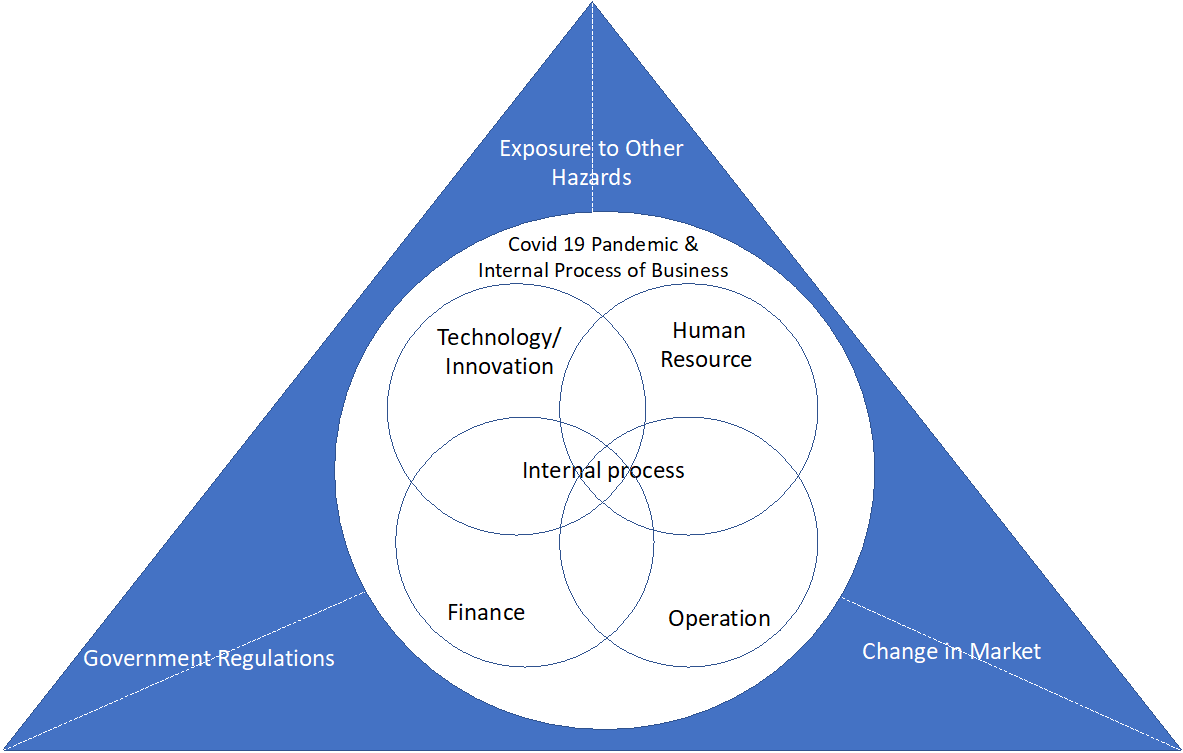 Exposure to Other
Hazards
Covid 19 Pandemic &
Internal Process of Business
Technology/
Innovation
Human
Resource
Internal process
Finance
Operation
Government Regulations
Change in Market